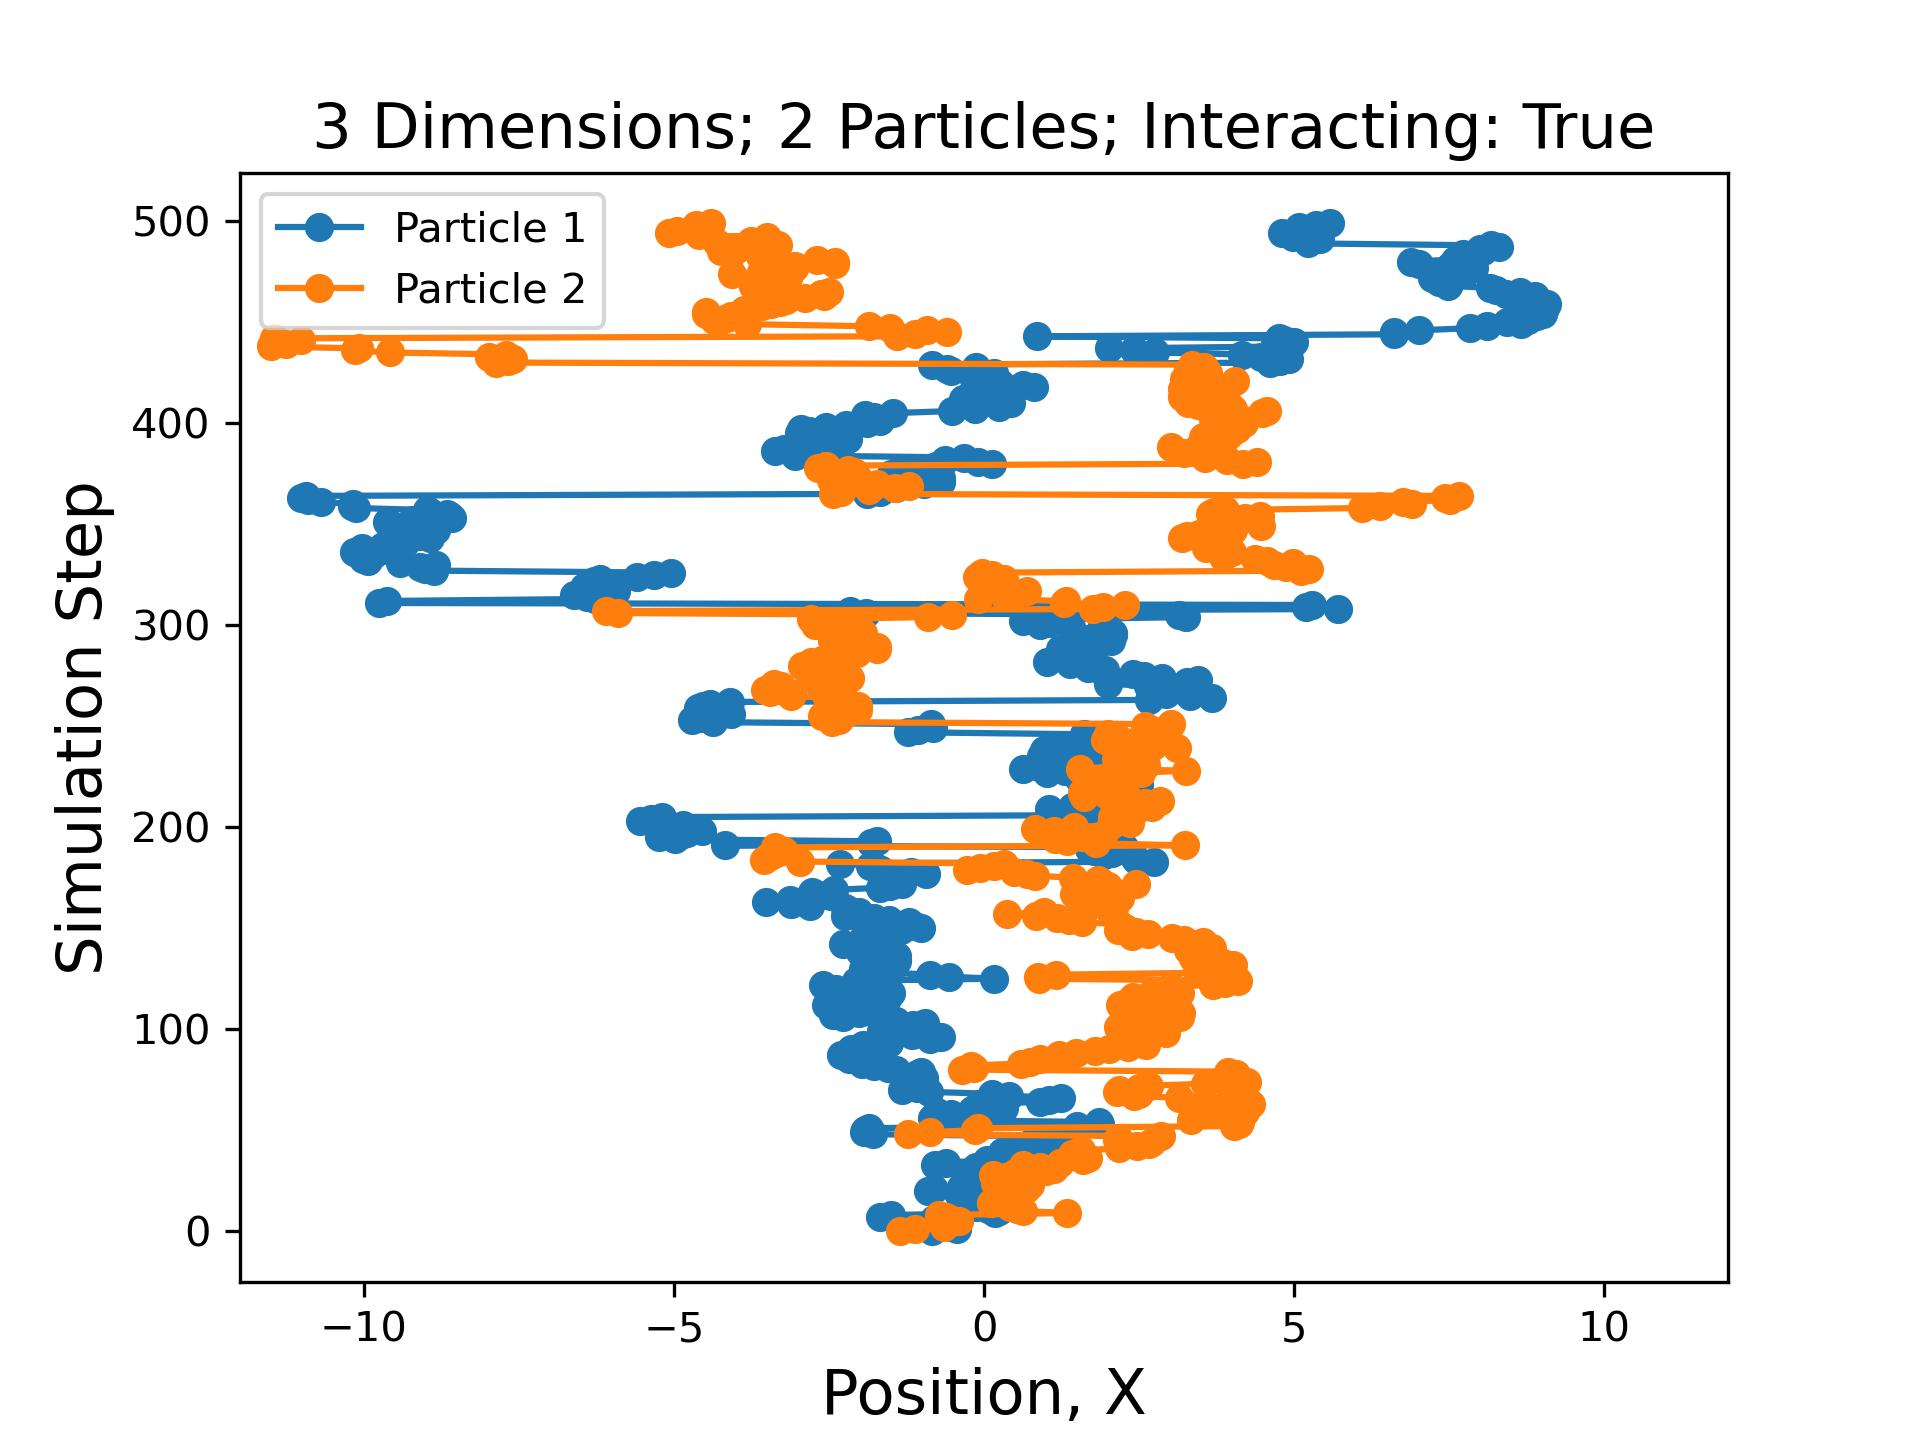 3 Dimensions; 2 Particles; Interacting: True
Particle 1
Particle 2
Simulation Step
500
400
300
200
100
0
−10
−5
0
5
10
Position, X